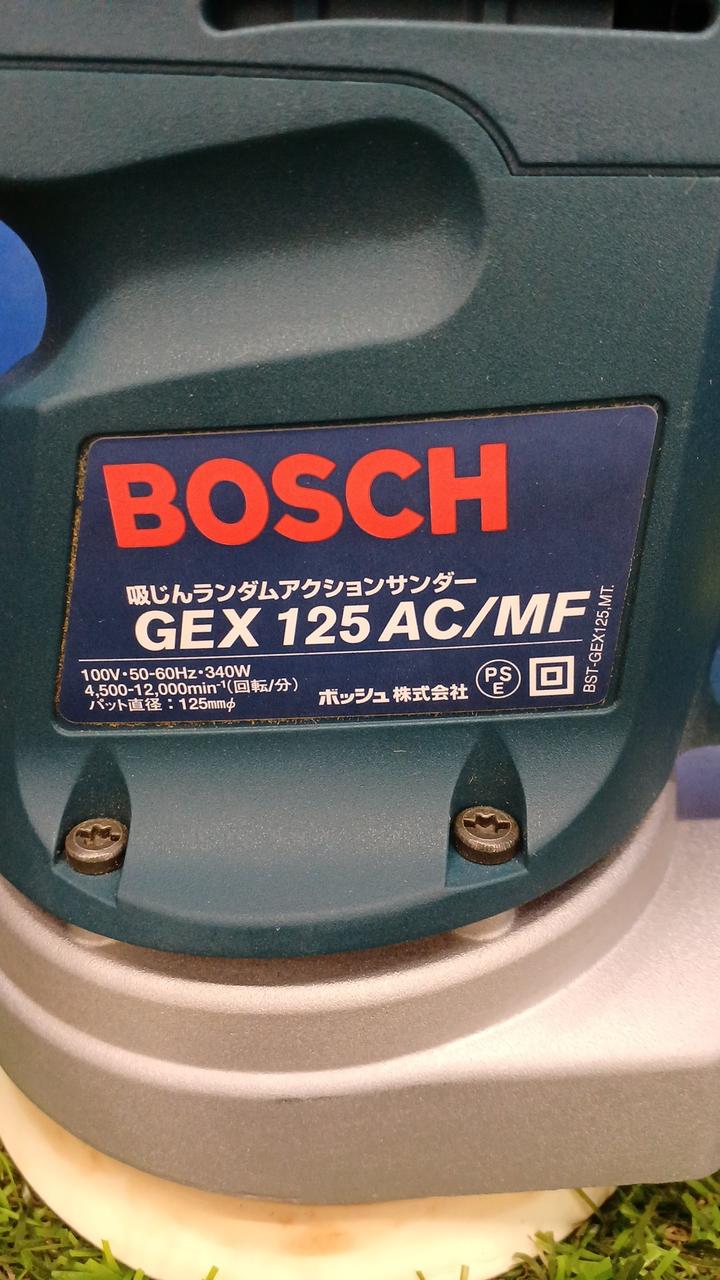 BOSCH
吸じんランダムアクションサンダー
GEX 125 AC/MF
100V・50-60Hz・340W
4,500-12,000min⁻¹(回転/分)
パット直径：125mmφ
ボッシュ株式会社
PS
E
BST-GEX125.MT.